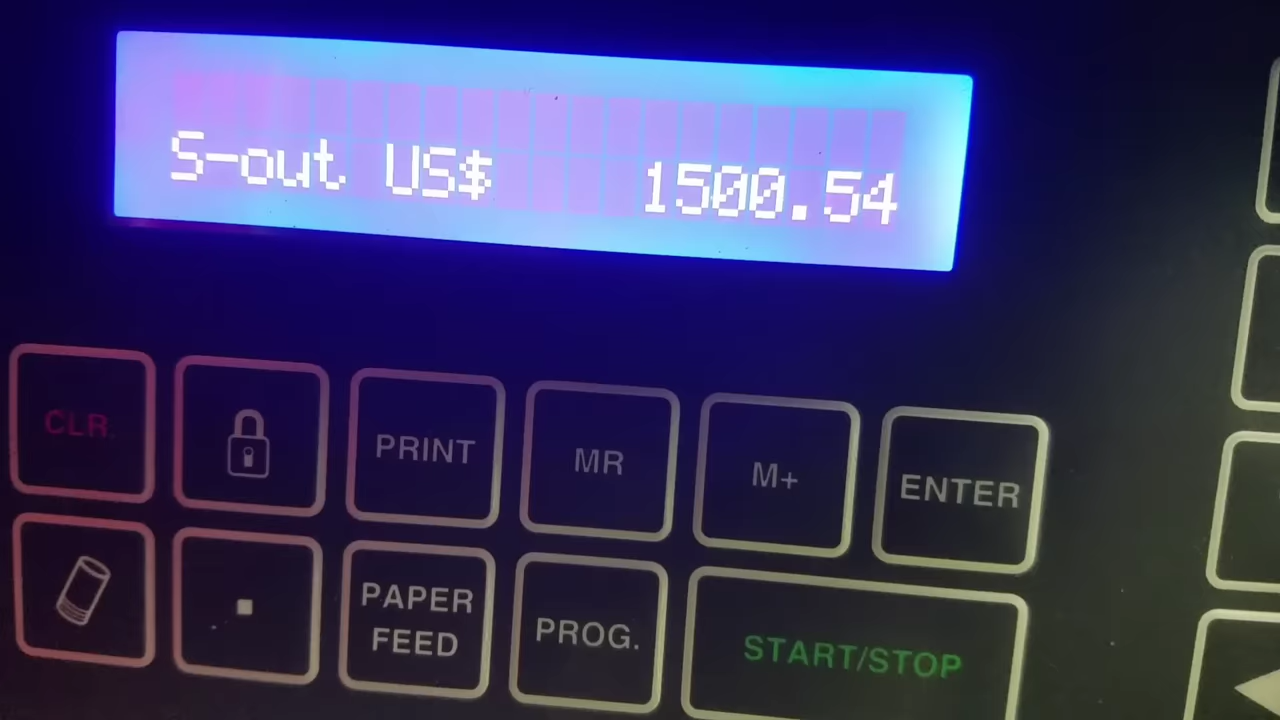 S-out US$ 1500.54
CLR.
PRINT
MR
M+
ENTER
.
PAPER
FEED
PROG.
START/STOP